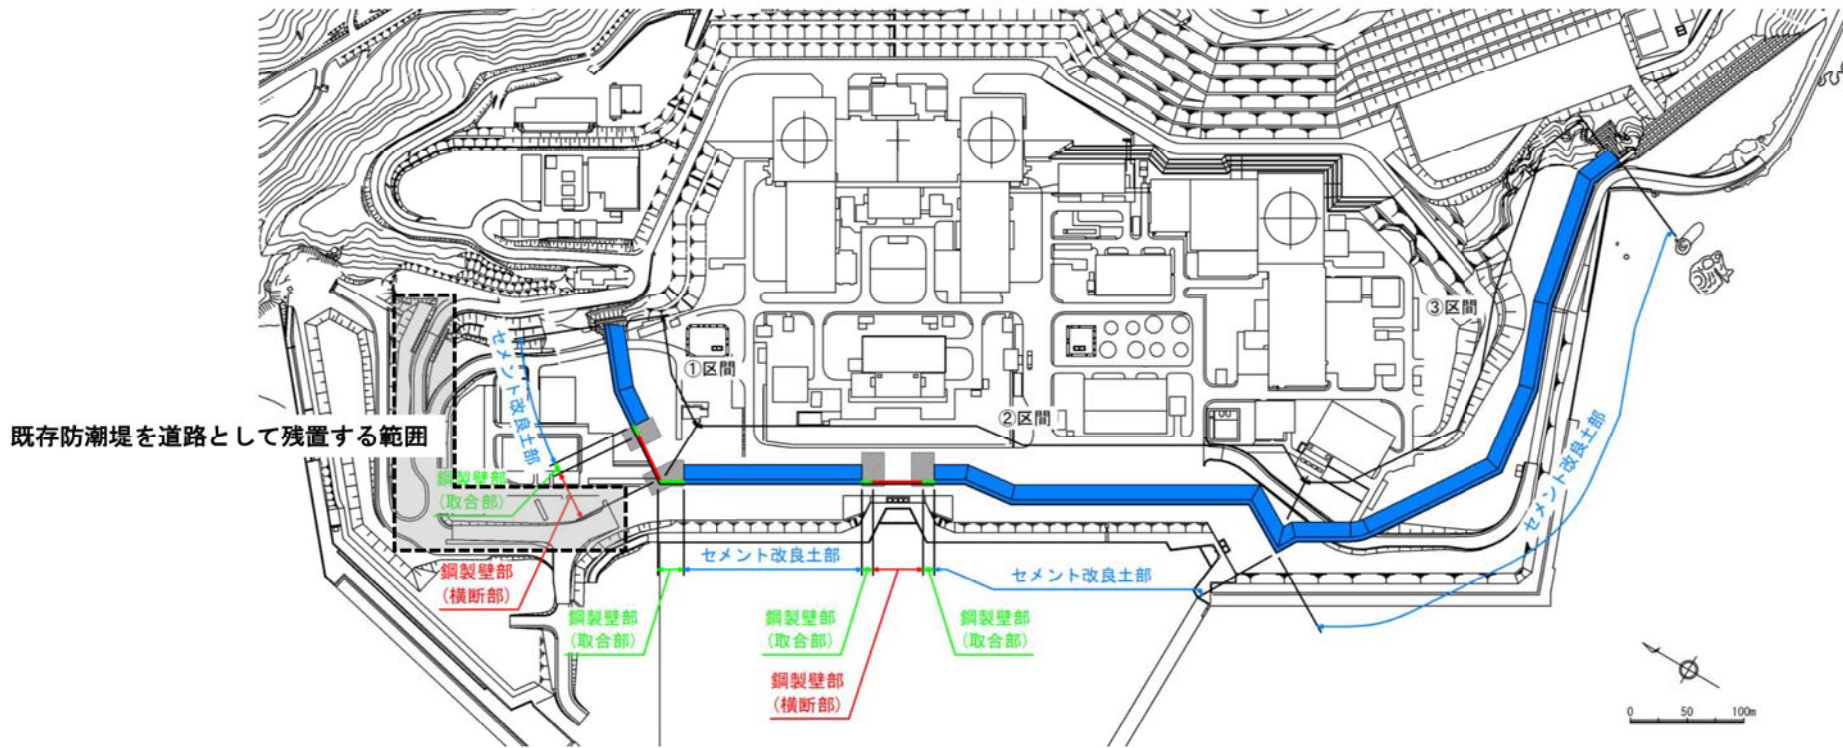 ③区間
①区間
②区間
セメント改良土部
既存防潮堤を道路として残置する範囲
セメント改良土部
鋼製壁部
(取合部)
セメント改良土部
セメント改良土部
鋼製壁部
(横断部)
鋼製壁部
(取合部)
鋼製壁部
(取合部)
鋼製壁部
(取合部)
鋼製壁部
(横断部)
0 50 100m